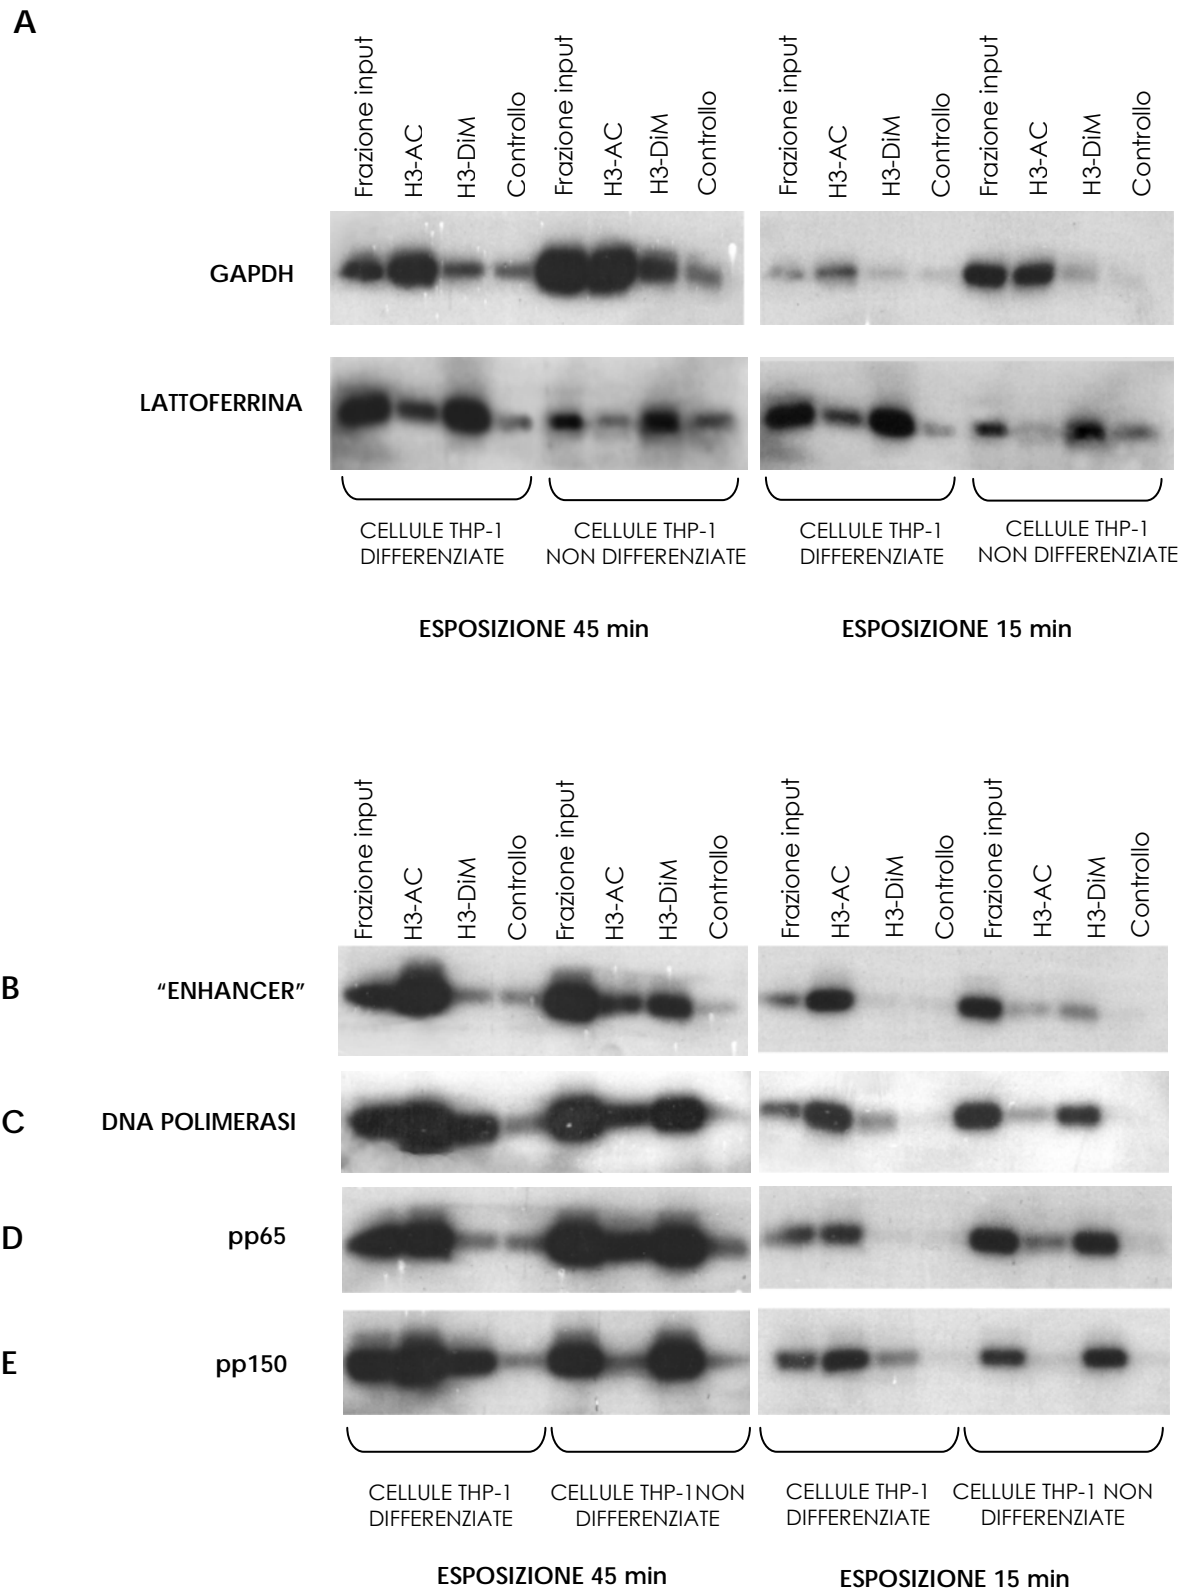 A
Frazione input
H3-AC
H3-DiM
Controllo
Frazione input
H3-AC
H3-DiM
Controllo
Frazione input
H3-AC
H3-DiM
Controllo
Frazione input
H3-AC
H3-DiM
Controllo
GAPDH
LATTOFERRINA
CELLULE THP-1
DIFFERENZIATE
CELLULE THP-1
NON DIFFERENZIATE
CELLULE THP-1
DIFFERENZIATE
CELLULE THP-1
NON DIFFERENZIATE
ESPOSIZIONE 45 min
ESPOSIZIONE 15 min
Frazione input
H3-AC
H3-DiM
Controllo
Frazione input
H3-AC
H3-DiM
Controllo
Frazione input
H3-AC
H3-DiM
Controllo
Frazione input
H3-AC
H3-DiM
Controllo
B
“ENHANCER”
C
DNA POLIMERASI
D
pp65
E
pp150
CELLULE THP-1
DIFFERENZIATE
CELLULE THP-1NON
DIFFERENZIATE
CELLULE THP-1
DIFFERENZIATE
CELLULE THP-1 NON
DIFFERENZIATE
ESPOSIZIONE 45 min
ESPOSIZIONE 15 min